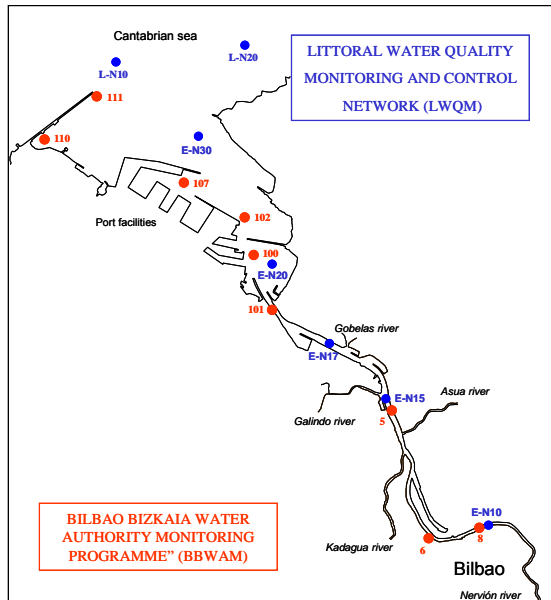 Cantabrian sea
L-N20
L-N10
LITTORAL WATER QUALITY
MONITORING AND CONTROL
NETWORK (LWQM)
111
110
E-N30
107
102
Port facilities
100
E-N20
101
Gobelas river
E-N17
E-N15
Asua river
5
Galindo river
E-N10
8
6
Kadagua river
BILBAO BIZKAIA WATER
AUTHORITY MONITORING
PROGRAMME” (BBWAM)
Bilbao
Nervión river